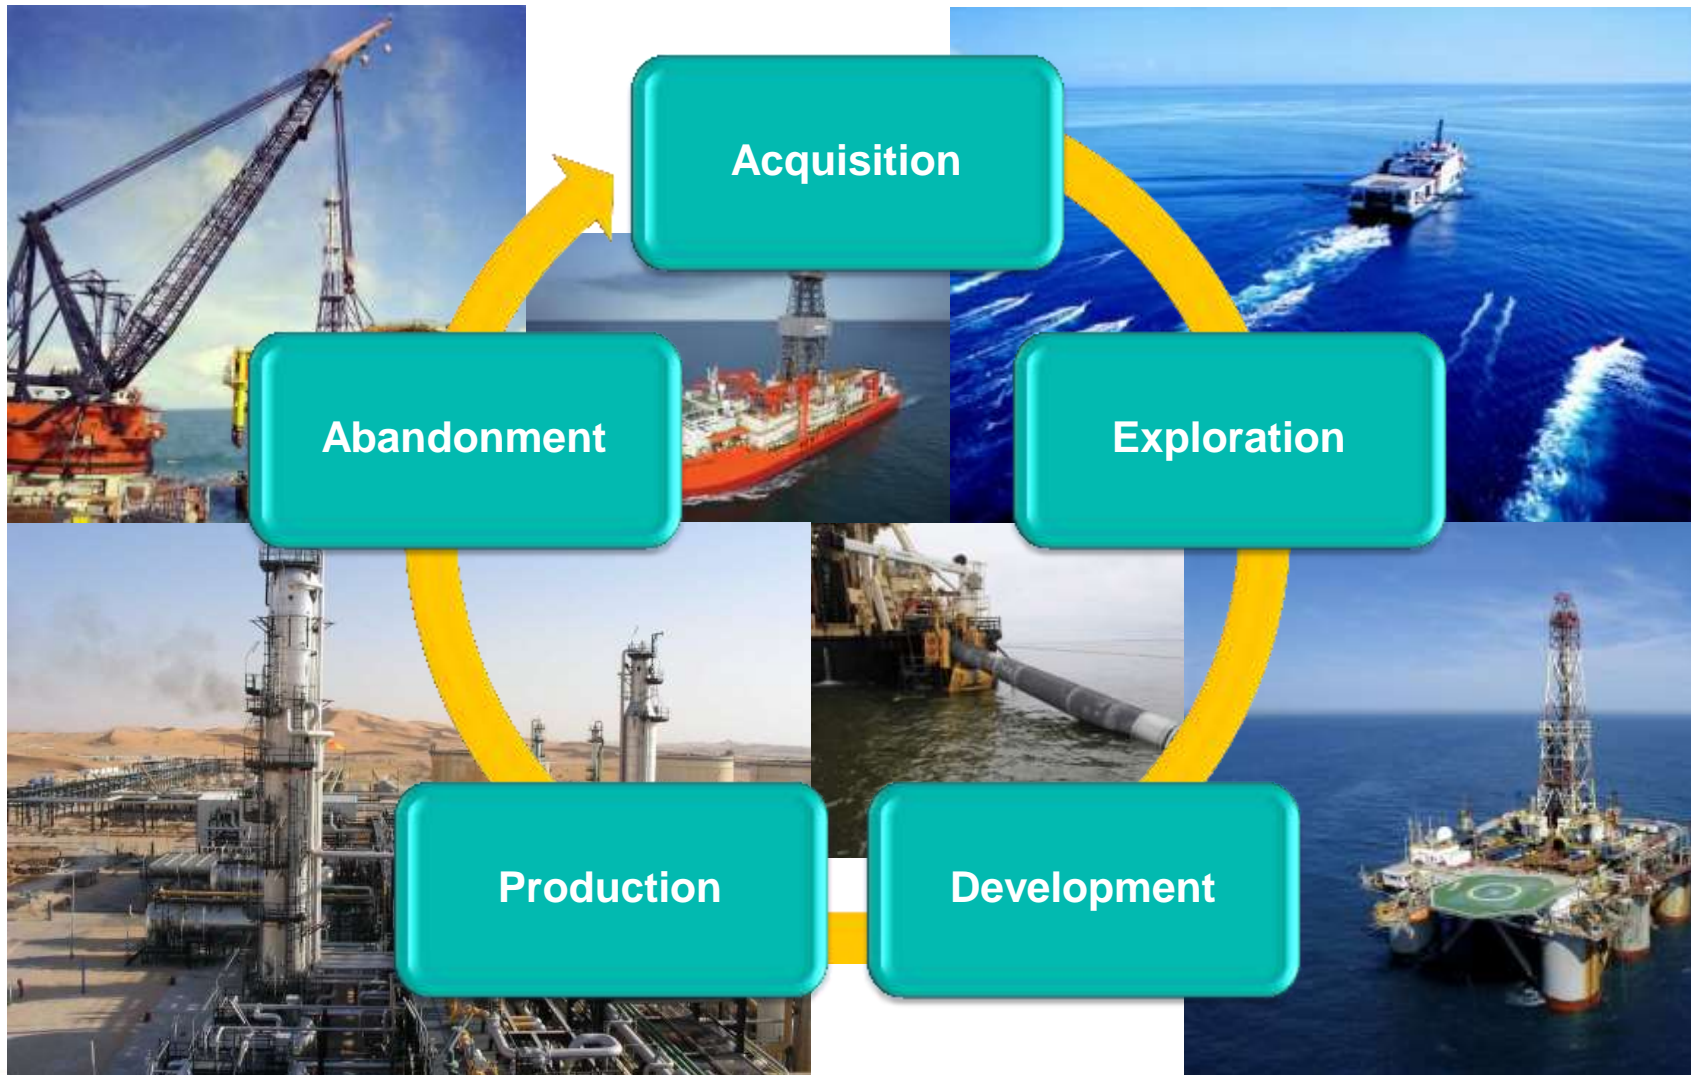 Acquisition
Exploration
Development
Production
Abandonment